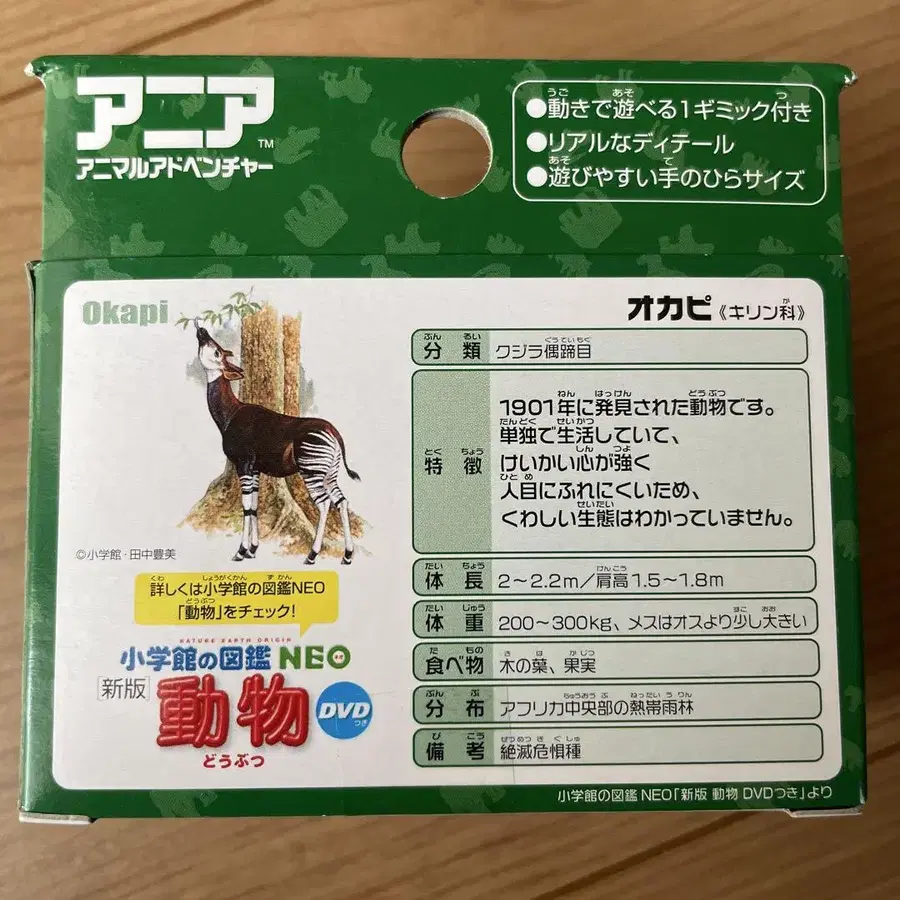 アニア™
アニマルアドベンチャー
●動きで遊べる1ギミック付き
●リアルなディテール
●遊びやすい手のひらサイズ
Okapi
オカピ《キリン科》
分類 クジラ偶蹄目
特徴
1901年に発見された動物です。
単独で生活していて、
けいかい心が強く
人目にふれにくいため、
くわしい生態はわかっていません。
体長 2〜2.2m/肩高1.5〜1.8m
体重 200〜300kg、メスはオスより少し大きい
食べ物 木の葉、果実
分布 アフリカ中央部の熱帯雨林
備考 絶滅危惧種
©小学館・田中豊美
詳しくは小学館の図鑑NEO
「動物」をチェック!
NATURE EARTH ORIGIN
小学館の図鑑 NEO
[新版] 動物 DVDつき
どうぶつ
小学館の図鑑 NEO「新版 動物 DVDつき」より